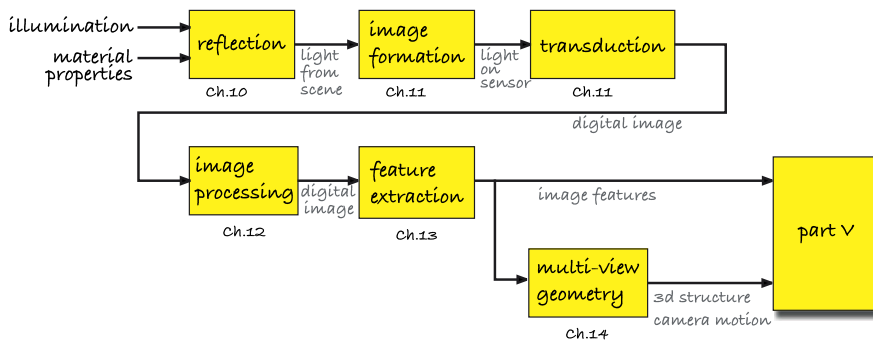 illumination
material
properties
reflection
Ch.10
light
from
scene
image
formation
Ch.11
light
on
sensor
transduction
Ch.11
digital image
image
processing
Ch.12
digital
image
feature
extraction
Ch.13
image features
multi-view
geometry
Ch.14
3d structure
camera motion
part V